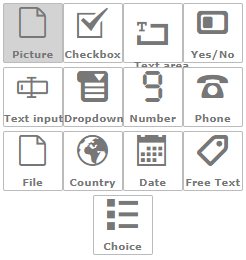 Picture
Checkbox
Text area
Yes/No
Text input
Dropdown
Number
Phone
File
Country
Date
Free Text
Choice